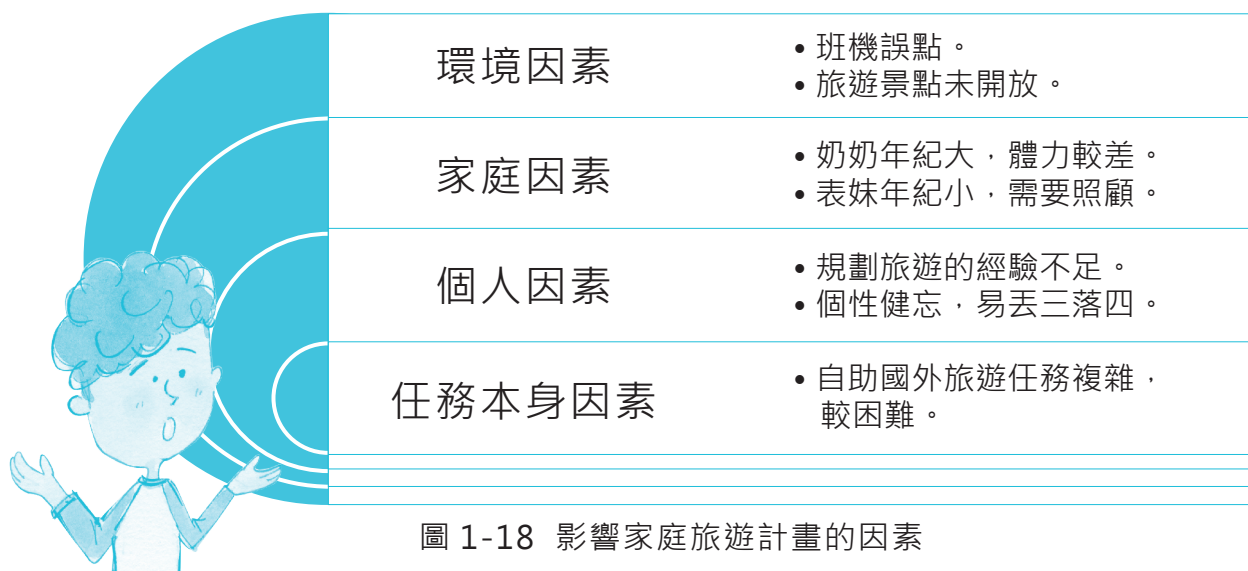 環境因素
• 班機誤點。
• 旅遊景點未開放。
家庭因素
• 奶奶年紀大，體力較差。
• 表妹年紀小，需要照顧。
個人因素
• 規劃旅遊的經驗不足。
• 個性健忘，易丟三落四。
任務本身因素
• 自助國外旅遊任務複雜，
較困難。
圖 1-18 影響家庭旅遊計畫的因素